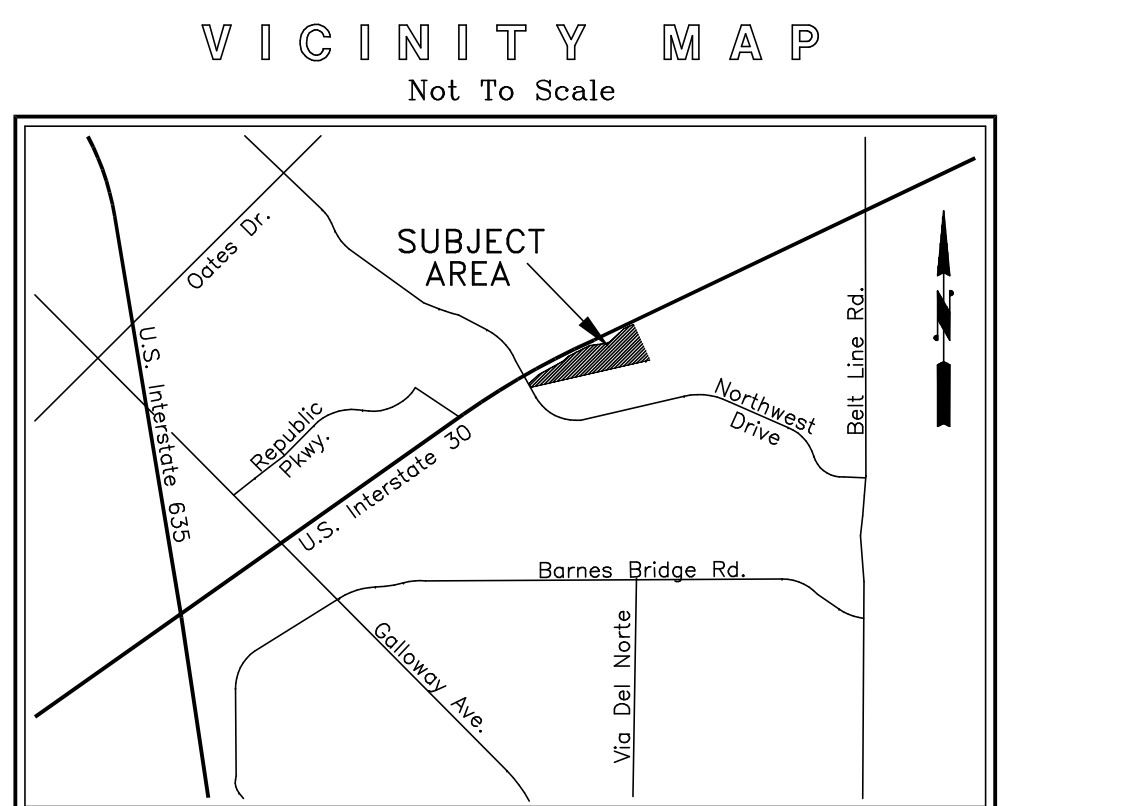 VICINITY MAP
Not To Scale
Oates Dr.
SUBJECT
AREA
U.S. Interstate 635
Belt Line Rd.
N
Republic
Pkwy.
Northwest
Drive
U.S. Interstate 30
Barnes Bridge Rd.
Galloway Ave.
Via Del Norte